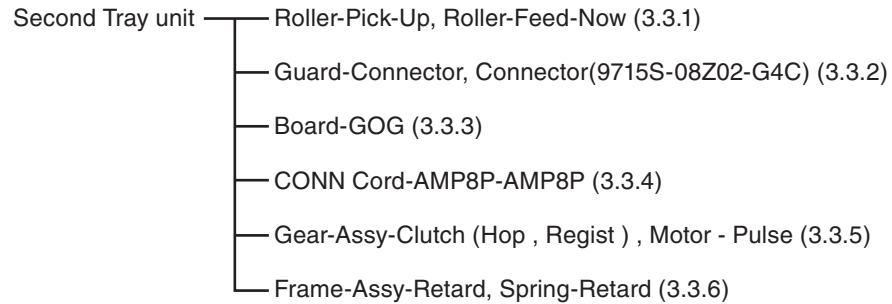 Second Tray unit Roller-Pick-Up, Roller-Feed-Now (3.3.1)
Guard-Connector, Connector(9715S-08Z02-G4C) (3.3.2)
Board-GOG (3.3.3)
CONN Cord-AMP8P-AMP8P (3.3.4)
Gear-Assy-Clutch (Hop , Regist ) , Motor - Pulse (3.3.5)
Frame-Assy-Retard, Spring-Retard (3.3.6)